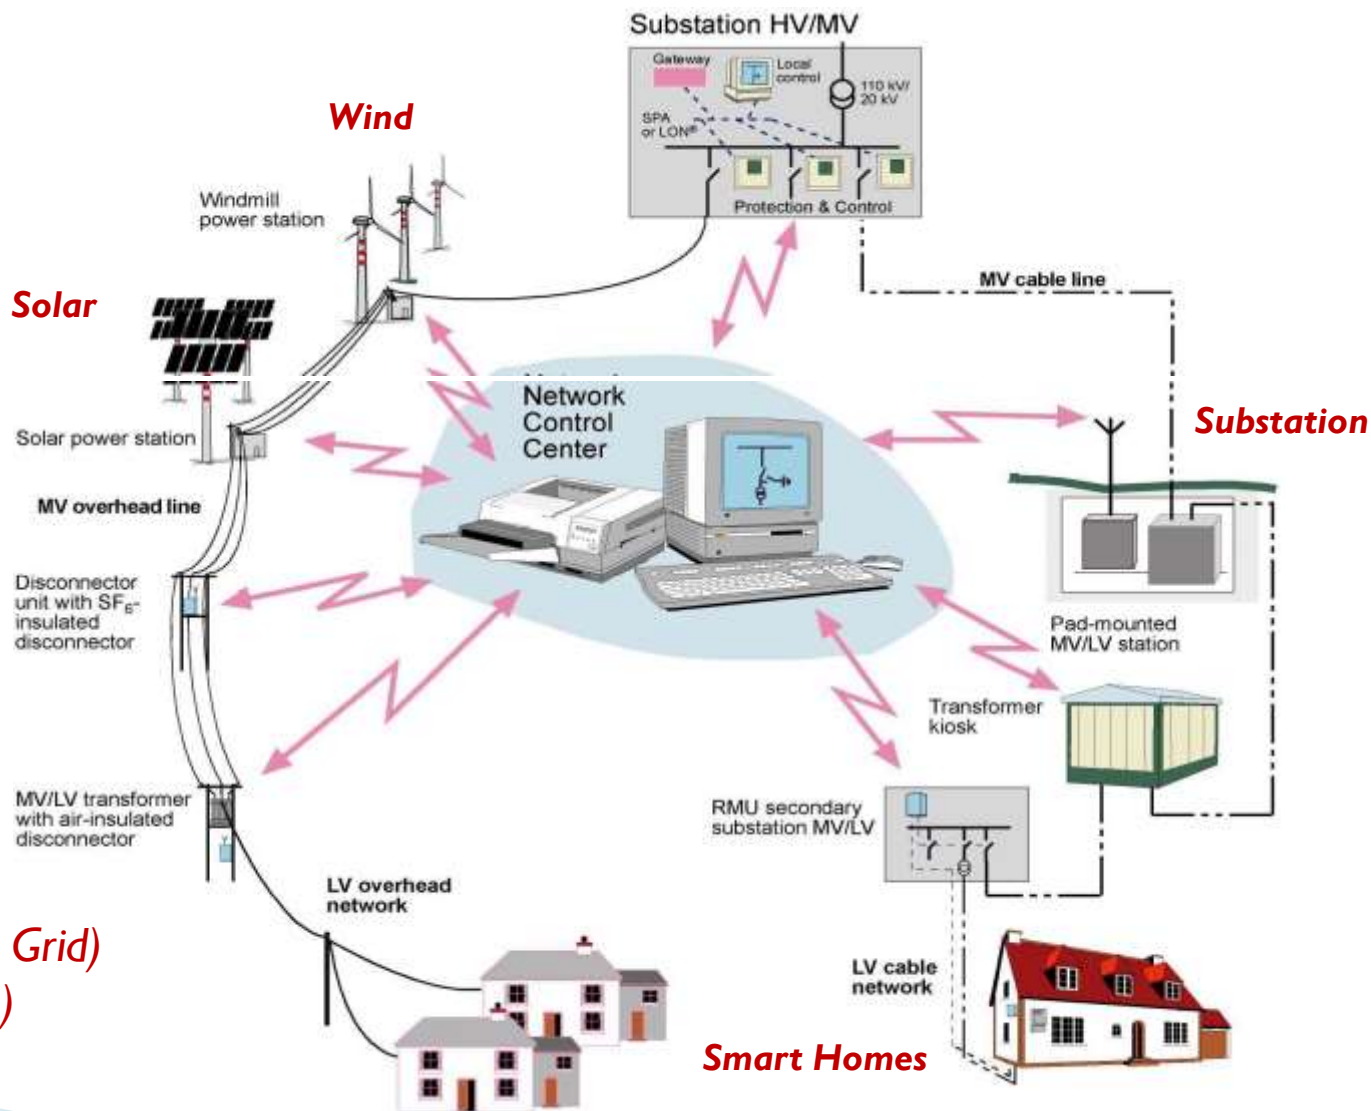 Substation HV/MV
Gateway
Local
control
110 kV/
20 kV
SPA
or LON®
Protection & Control
Wind
Windmill
power station
MV cable line
Solar
Network
Control
Center
Substation
Solar power station
MV overhead line
Disconnector
unit with SF6-
insulated
disconnector
Pad-mounted
MV/LV station
Transformer
kiosk
MV/LV transformer
with air-insulated
disconnector
RMU secondary
substation MV/LV
LV overhead
network
Grid)
)
LV cable
network
Smart Homes